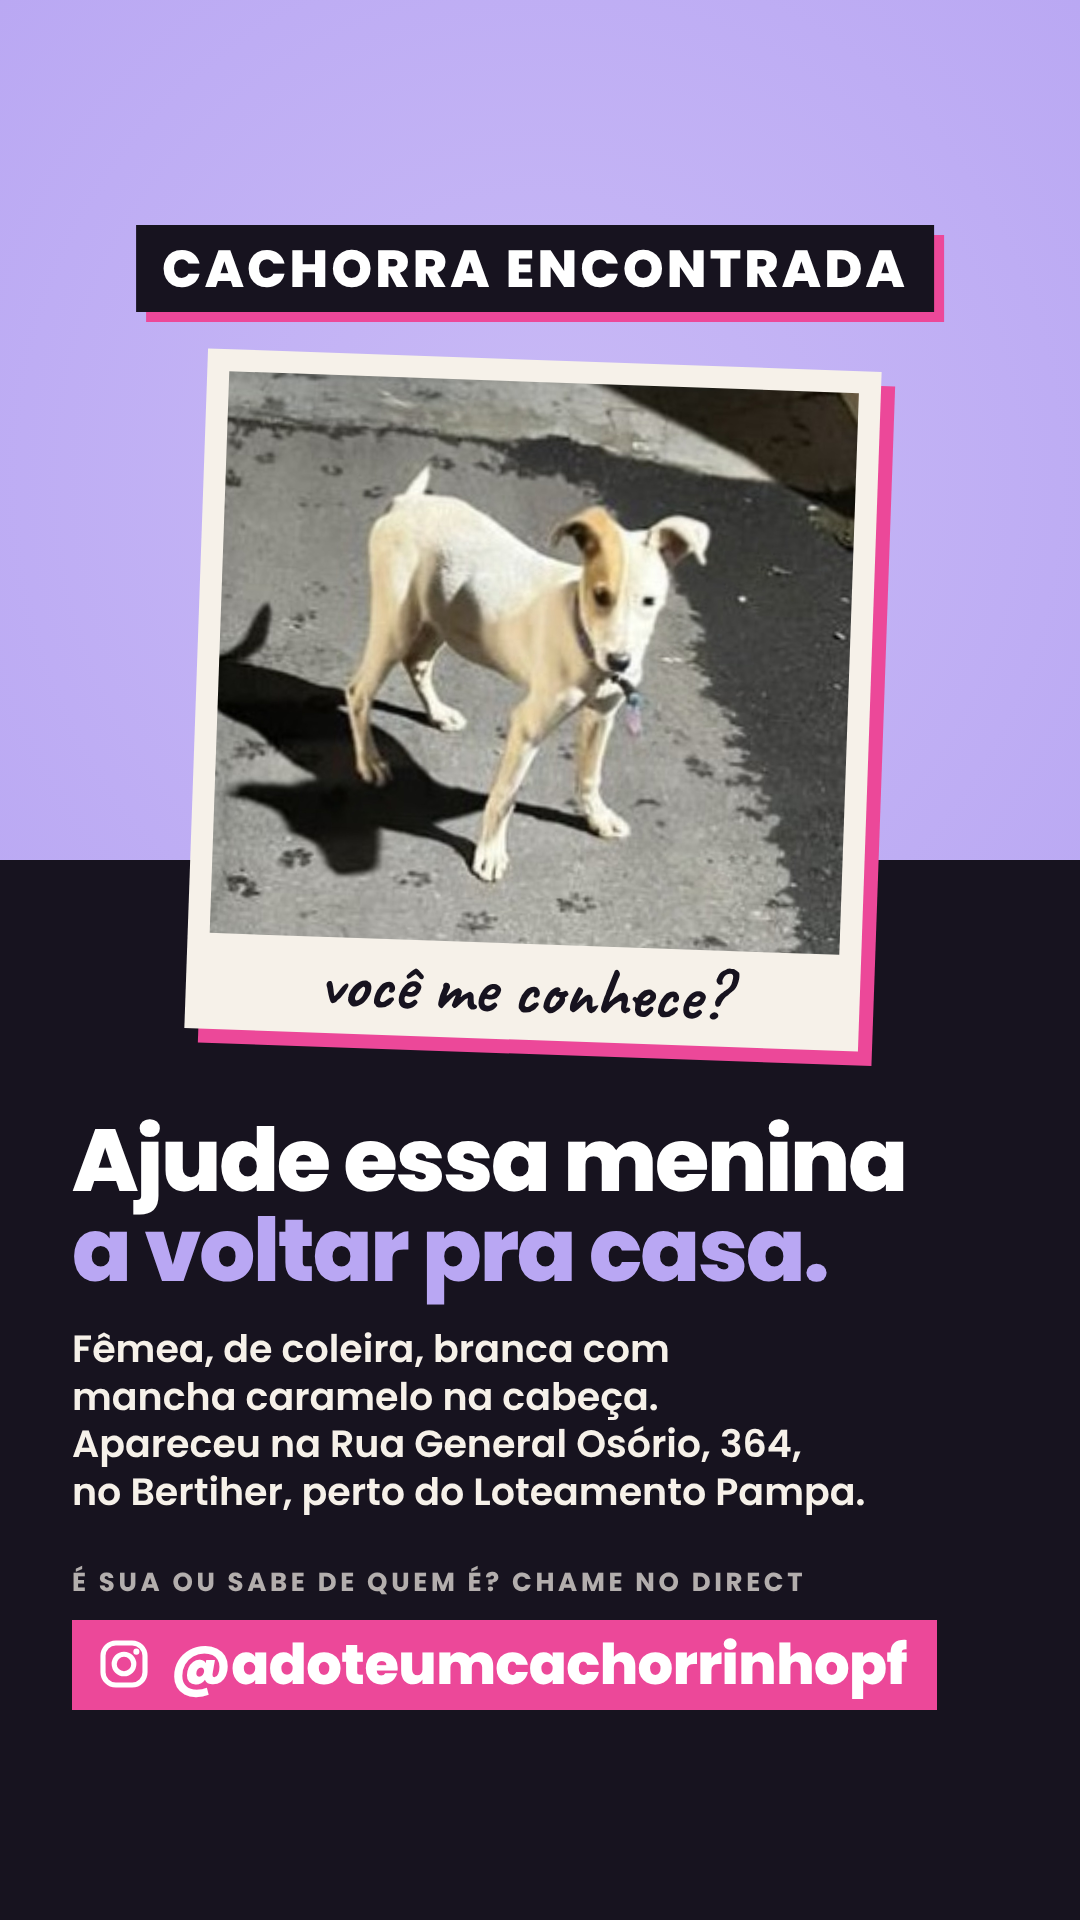 CACHORRA ENCONTRADA
você me conhece?
Ajude essa menina
a voltar pra casa.
Fêmea, de coleira, branca com
mancha caramelo na cabeça.
Apareceu na Rua General Osório, 364,
no Bertiher, perto do Loteamento Pampa.
É SUA OU SABE DE QUEM É? CHAME NO DIRECT
@adoteumcachorrinhopf